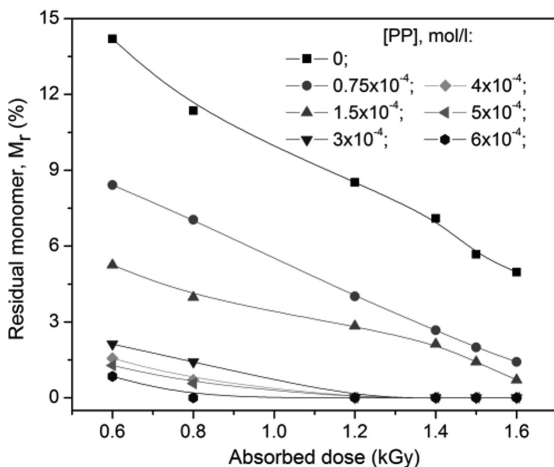 15
12
9
6
3
0
Residual monomer, Mᵣ (%)
[PP], mol/l:
0;
0.75x10⁻⁴;
1.5x10⁻⁴;
3x10⁻⁴;
4x10⁻⁴;
5x10⁻⁴;
6x10⁻⁴;
0.6 0.8 1.0 1.2 1.4 1.6
Absorbed dose (kGy)